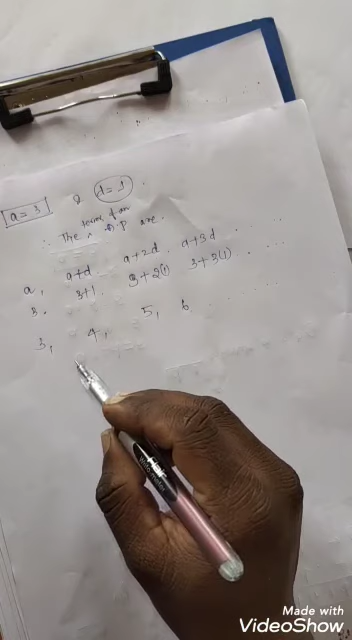 a = 3 & d = 1.
terms of an
∴ The A.P are.
a, a+d a+2d. a+3d . . . . .
3. 3+1 3+2(1) 3+3(1) . . . .
3, 4, 5, 6 . . . . .
Made with
VideoShow